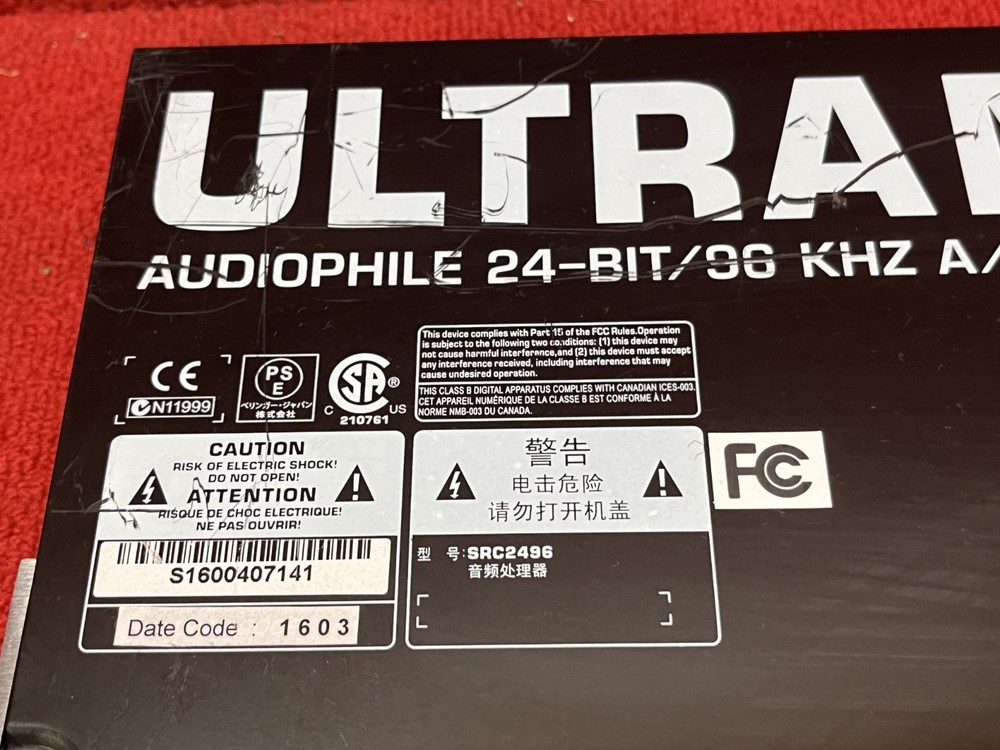 ULTRA
AUDIOPHILE 24-BIT/96 KHZ A/
CE
N11999
PS
E
ベリンガー・ジャパン
株式会社
SA®
C US
210761
This device complies with Part 15 of the FCC Rules.Operation
is subject to the following two conditions: (1) this device may
not cause harmful interference,and (2) this device must accept
any interference received, including interference that may
cause undesired operation.
THIS CLASS B DIGITAL APPARATUS COMPLIES WITH CANADIAN ICES-003.
CET APPAREIL NUMÉRIQUE DE LA CLASSE B EST CONFORME À LA
NORME NMB-003 DU CANADA.
CAUTION
RISK OF ELECTRIC SHOCK!
DO NOT OPEN!
ATTENTION
RISQUE DE CHOC ELECTRIQUE!
NE PAS OUVRIR!
S1600407141
Date Code : 1603
警告
电击危险
请勿打开机盖
型 号:SRC2496
音频处理器
FC